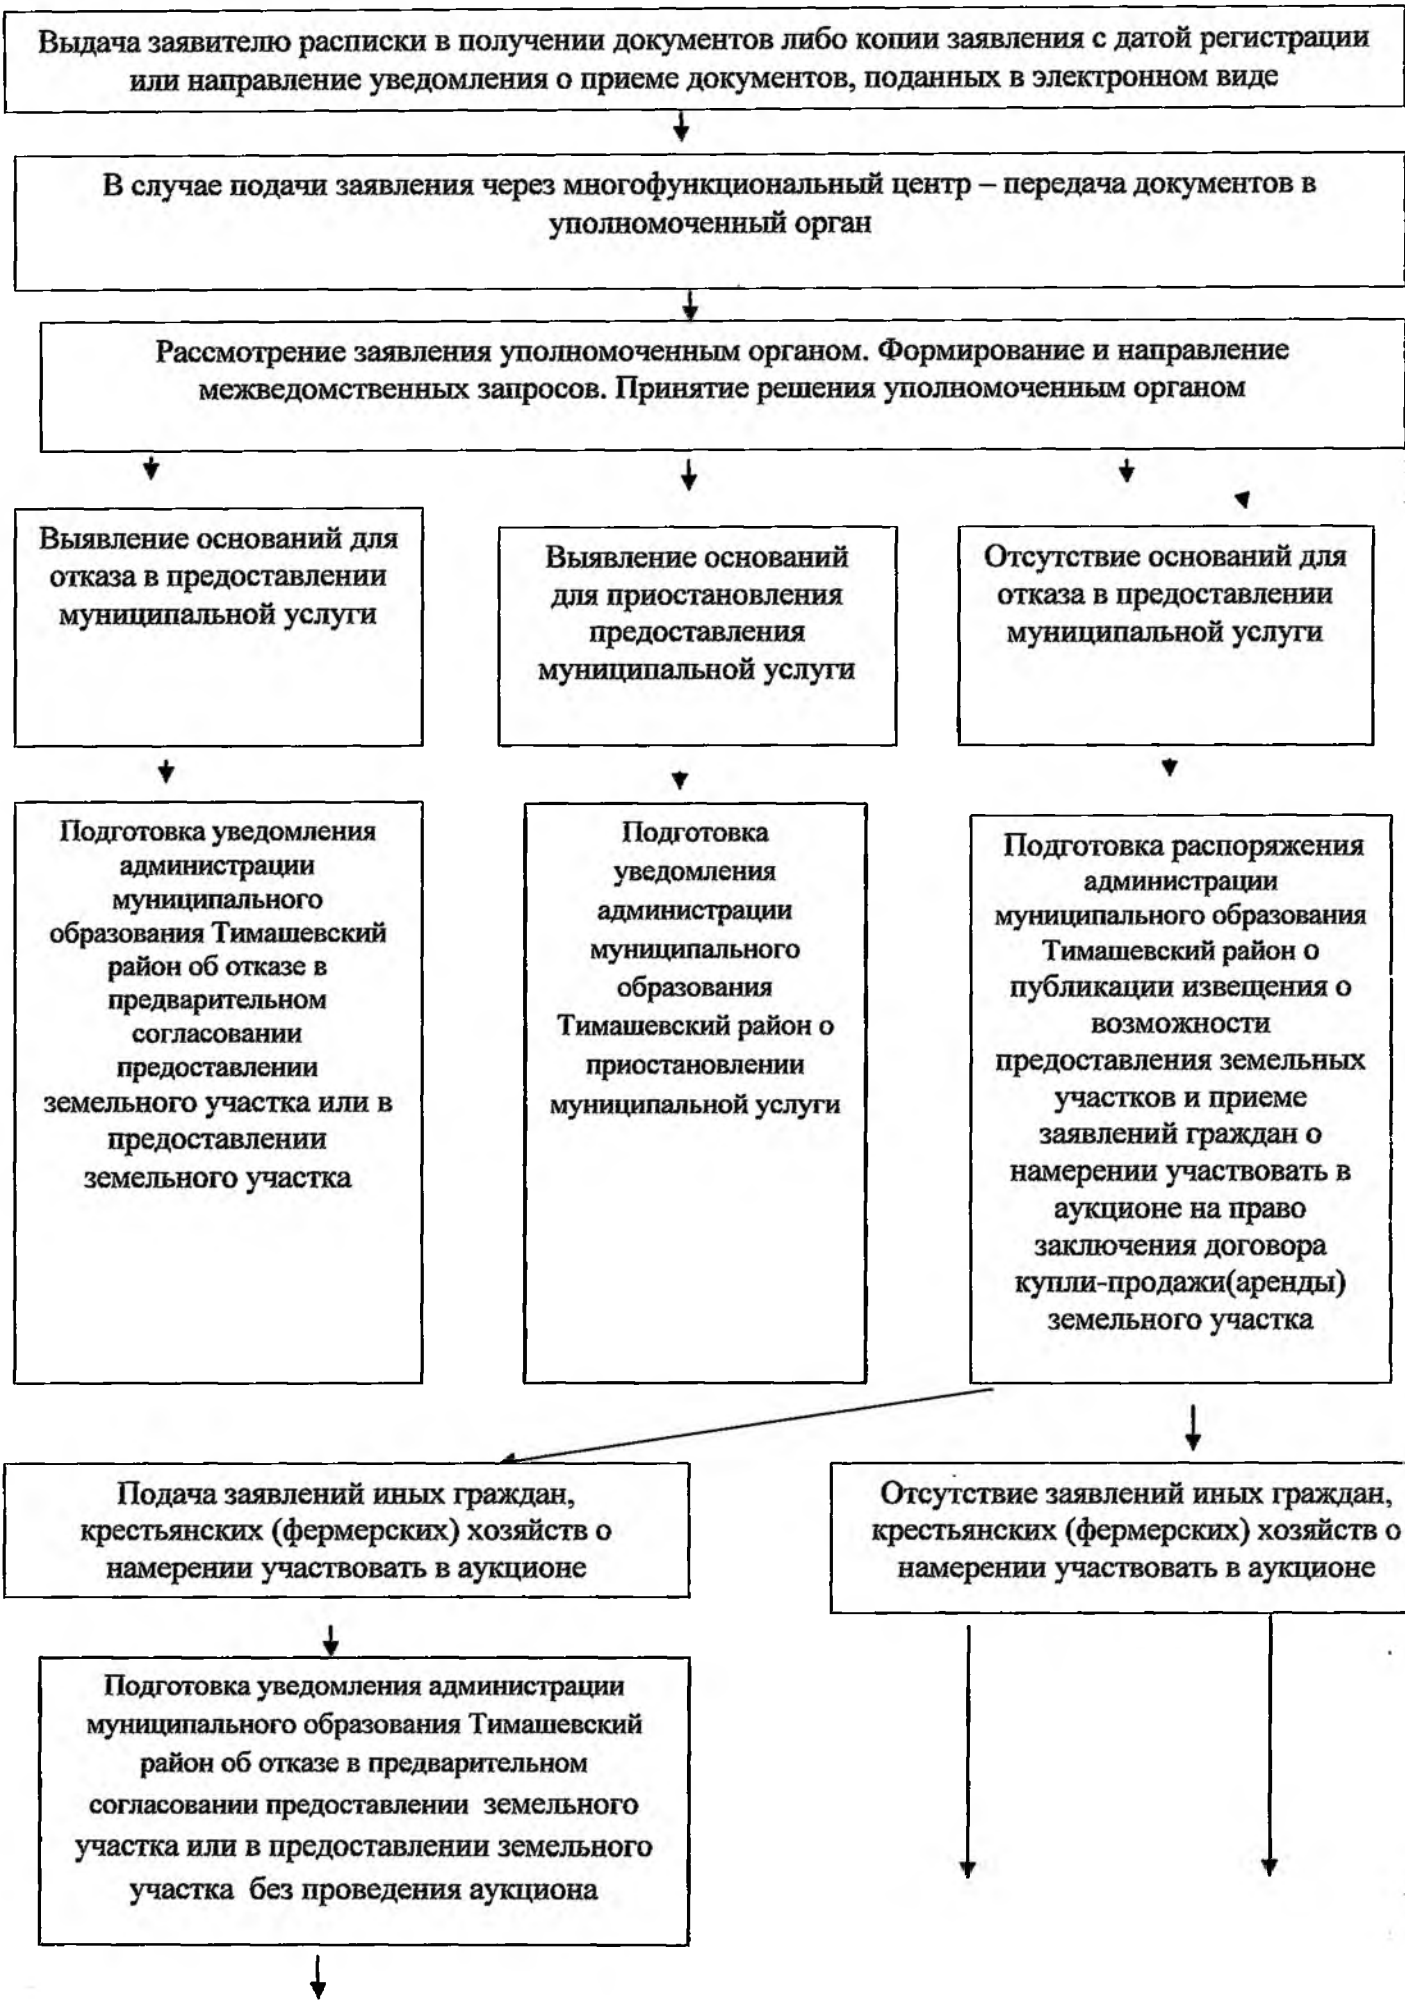 Выдача заявителю расписки в получении документов либо копии заявления с датой регистрации
или направление уведомления о приеме документов, поданных в электронном виде
В случае подачи заявления через многофункциональный центр – передача документов в
уполномоченный орган
Рассмотрение заявления уполномоченным органом. Формирование и направление
межведомственных запросов. Принятие решения уполномоченным органом
Выявление оснований для
отказа в предоставлении
муниципальной услуги
Выявление оснований
для приостановления
предоставления
муниципальной услуги
Отсутствие оснований для
отказа в предоставлении
муниципальной услуги
Подготовка уведомления
администрации
муниципального
образования Тимашевский
район об отказе в
предварительном
согласовании
предоставлении
земельного участка или в
предоставлении
земельного участка
Подготовка
уведомления
администрации
муниципального
образования
Тимашевский район о
приостановлении
муниципальной услуги
Подготовка распоряжения
администрации
муниципального образования
Тимашевский район о
публикации извещения о
возможности
предоставления земельных
участков и приеме
заявлений граждан о
намерении участвовать в
аукционе на право
заключения договора
купли-продажи(аренды)
земельного участка
Подача заявлений иных граждан,
крестьянских (фермерских) хозяйств о
намерении участвовать в аукционе
Отсутствие заявлений иных граждан,
крестьянских (фермерских) хозяйств о
намерении участвовать в аукционе
Подготовка уведомления администрации
муниципального образования Тимашевский
район об отказе в предварительном
согласовании предоставлении земельного
участка или в предоставлении земельного
участка без проведения аукциона